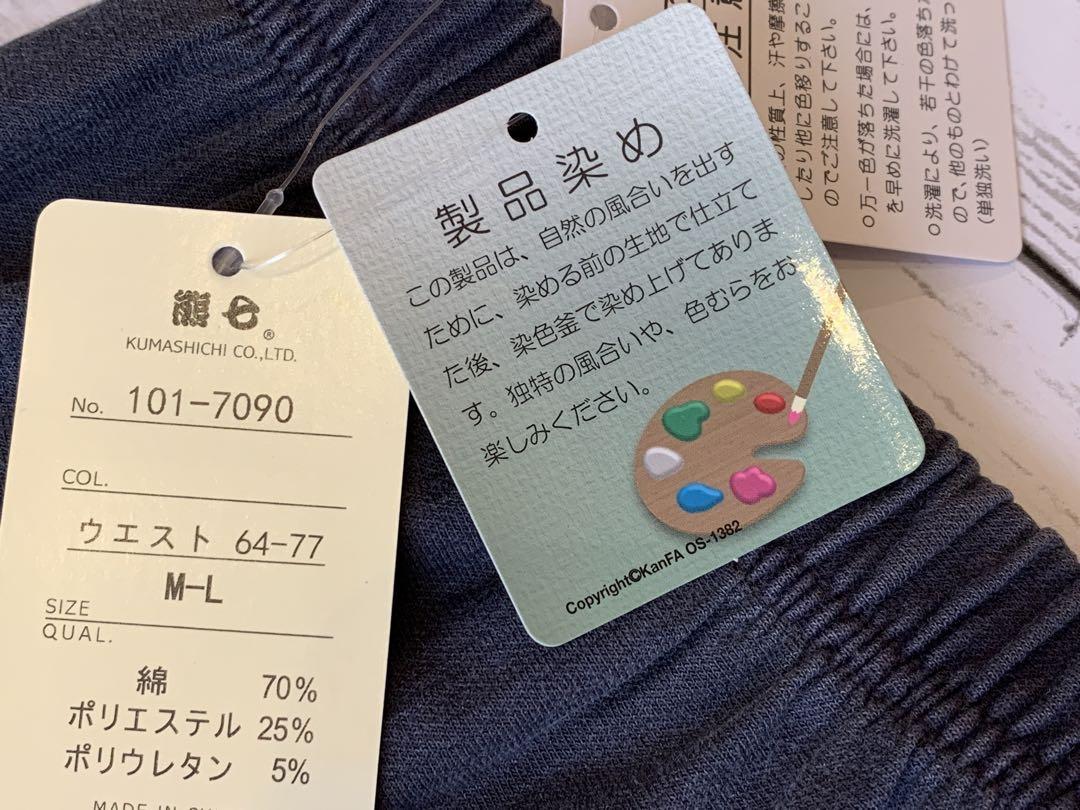 熊七®
KUMASHICHI CO.,LTD.
No. 101-7090
COL.
ウエスト 64-77
M-L
SIZE
QUAL.
綿 70%
ポリエステル 25%
ポリウレタン 5%
MADE IN
製品染め
この製品は、自然の風合いを出す
ために、染める前の生地で仕立て
た後、染色釜で染め上げてありま
す。独特の風合いや、色むらをお
楽しみください。
Copyright©KanFA OS-1382
注意
の性質上、汗や摩擦
したり他に色移りするこ
のでご注意して下さい。
○万一色が落ちた場合には、
を早めに洗濯して下さい。
○洗濯により、若干の色落ち
ので、他のものとわけて洗っ
(単独洗い)